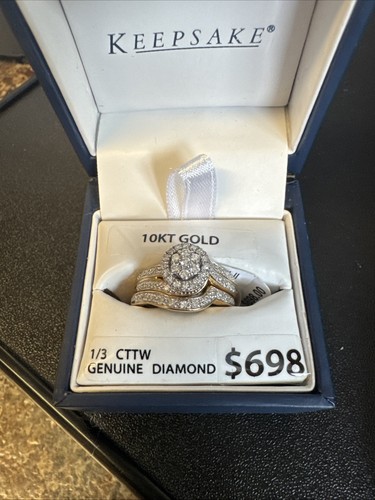 KEEPSAKE®
10KT GOLD
1/3 CTTW
GENUINE DIAMOND $698